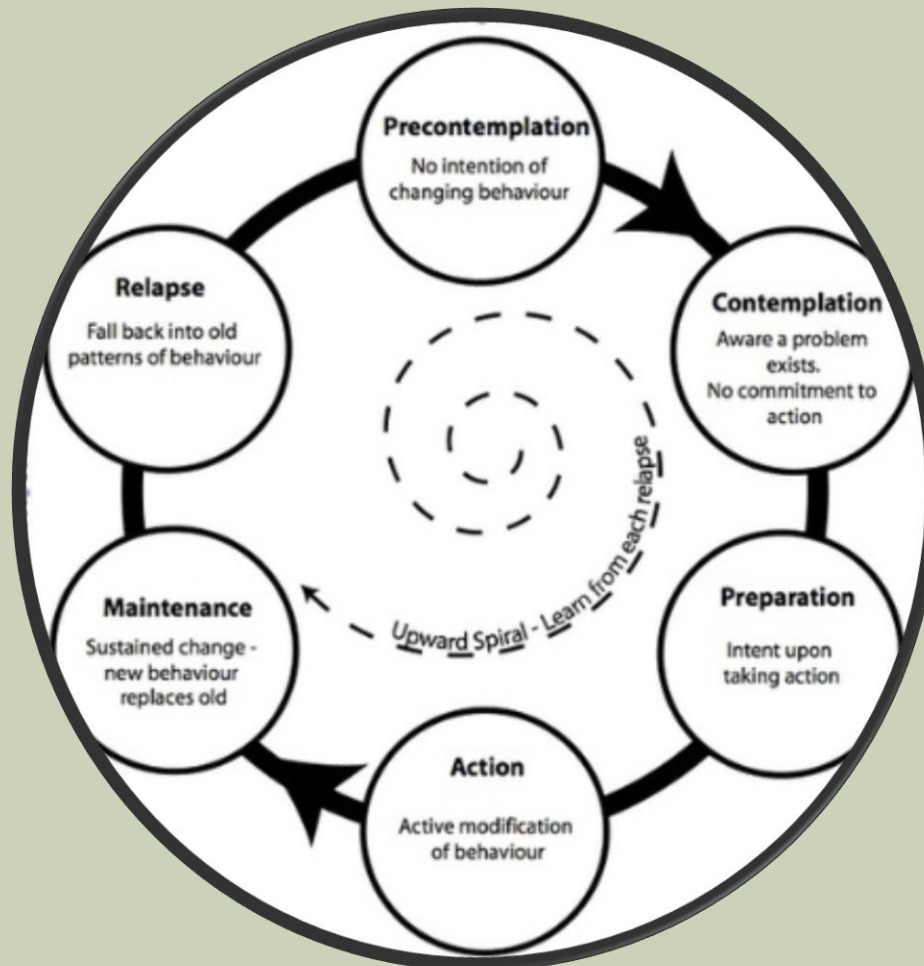 Precontemplation
No intention of
changing behaviour
Contemplation
Aware a problem
exists.
No commitment to
action
Preparation
Intent upon
taking action
Action
Active modification
of behaviour
Maintenance
Sustained change -
new behaviour
replaces old
Relapse
Fall back into old
patterns of behaviour
Upward Spiral - Learn from each relapse